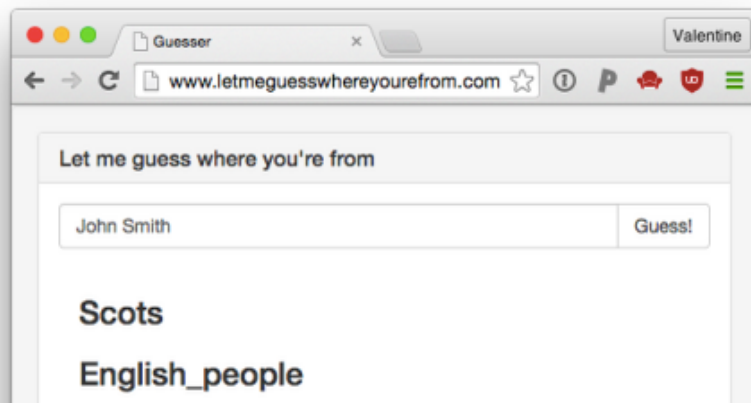 Guesser
Valentine
www.letmeguesswhereyourefrom.com
Let me guess where you're from
John Smith Guess!
Scots
English_people